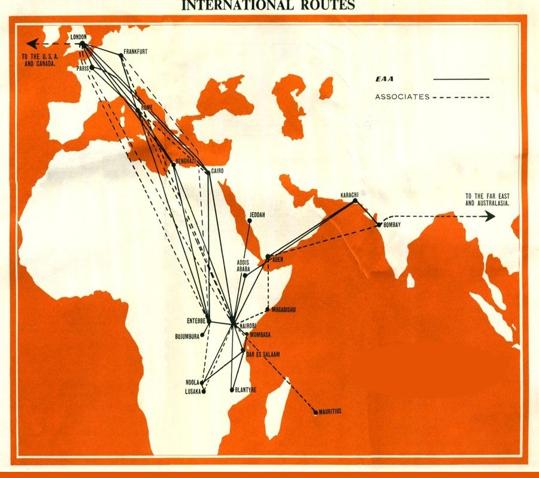 INTERNATIONAL ROUTES
LONDON
FRANKFURT
TO THE U.S.A.
AND CANADA.
PARIS
EAA
ASSOCIATES
ROME
BENGHAZI
CAIRO
KARACHI
TO THE FAR EAST
AND AUSTRALASIA.
JEDDAH
BOMBAY
ADEN
ADDIS
ABABA
MOGADISHU
ENTEBBE
NAIROBI
BUJUMBURA
MOMBASA
DAR ES SALAAM
NDOLA
LUSAKA
BLANTYRE
MAURITIUS